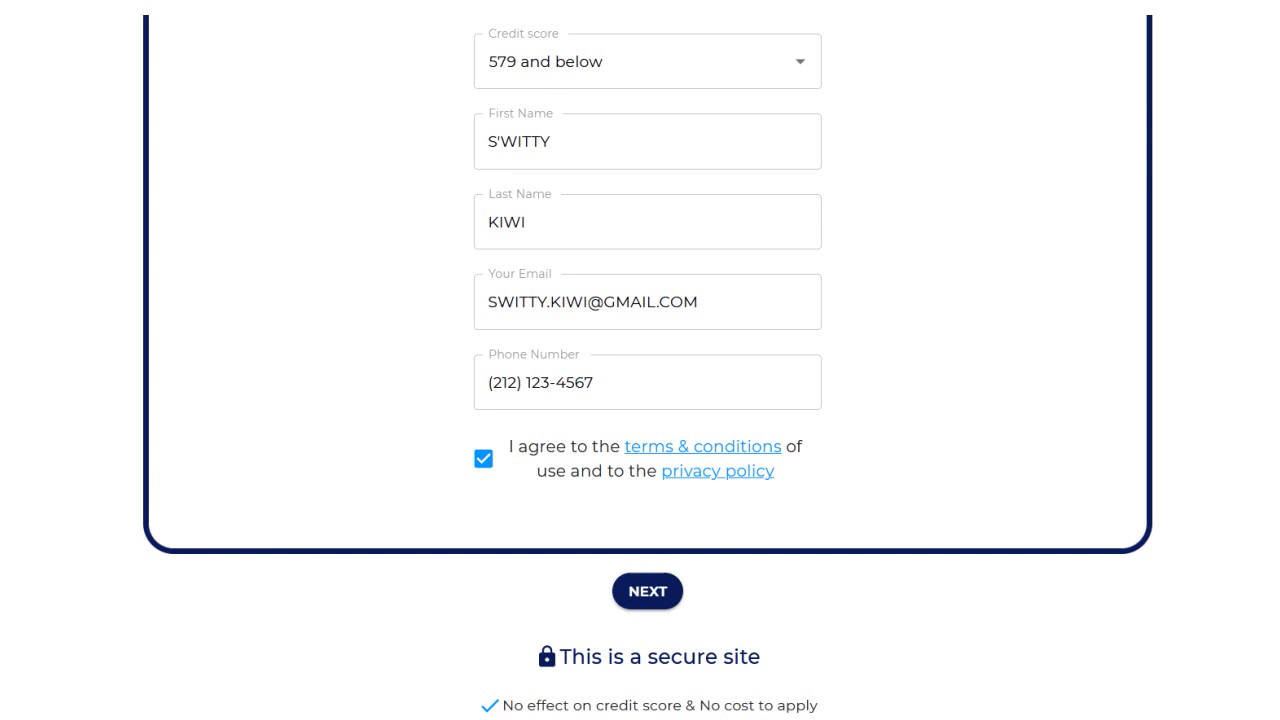 Credit score
579 and below
First Name
S'WITTY
Last Name
KIWI
Your Email
SWITTY.KIWI@GMAIL.COM
Phone Number
(212) 123-4567
I agree to the terms & conditions of
use and to the privacy policy
NEXT
This is a secure site
No effect on credit score & No cost to apply